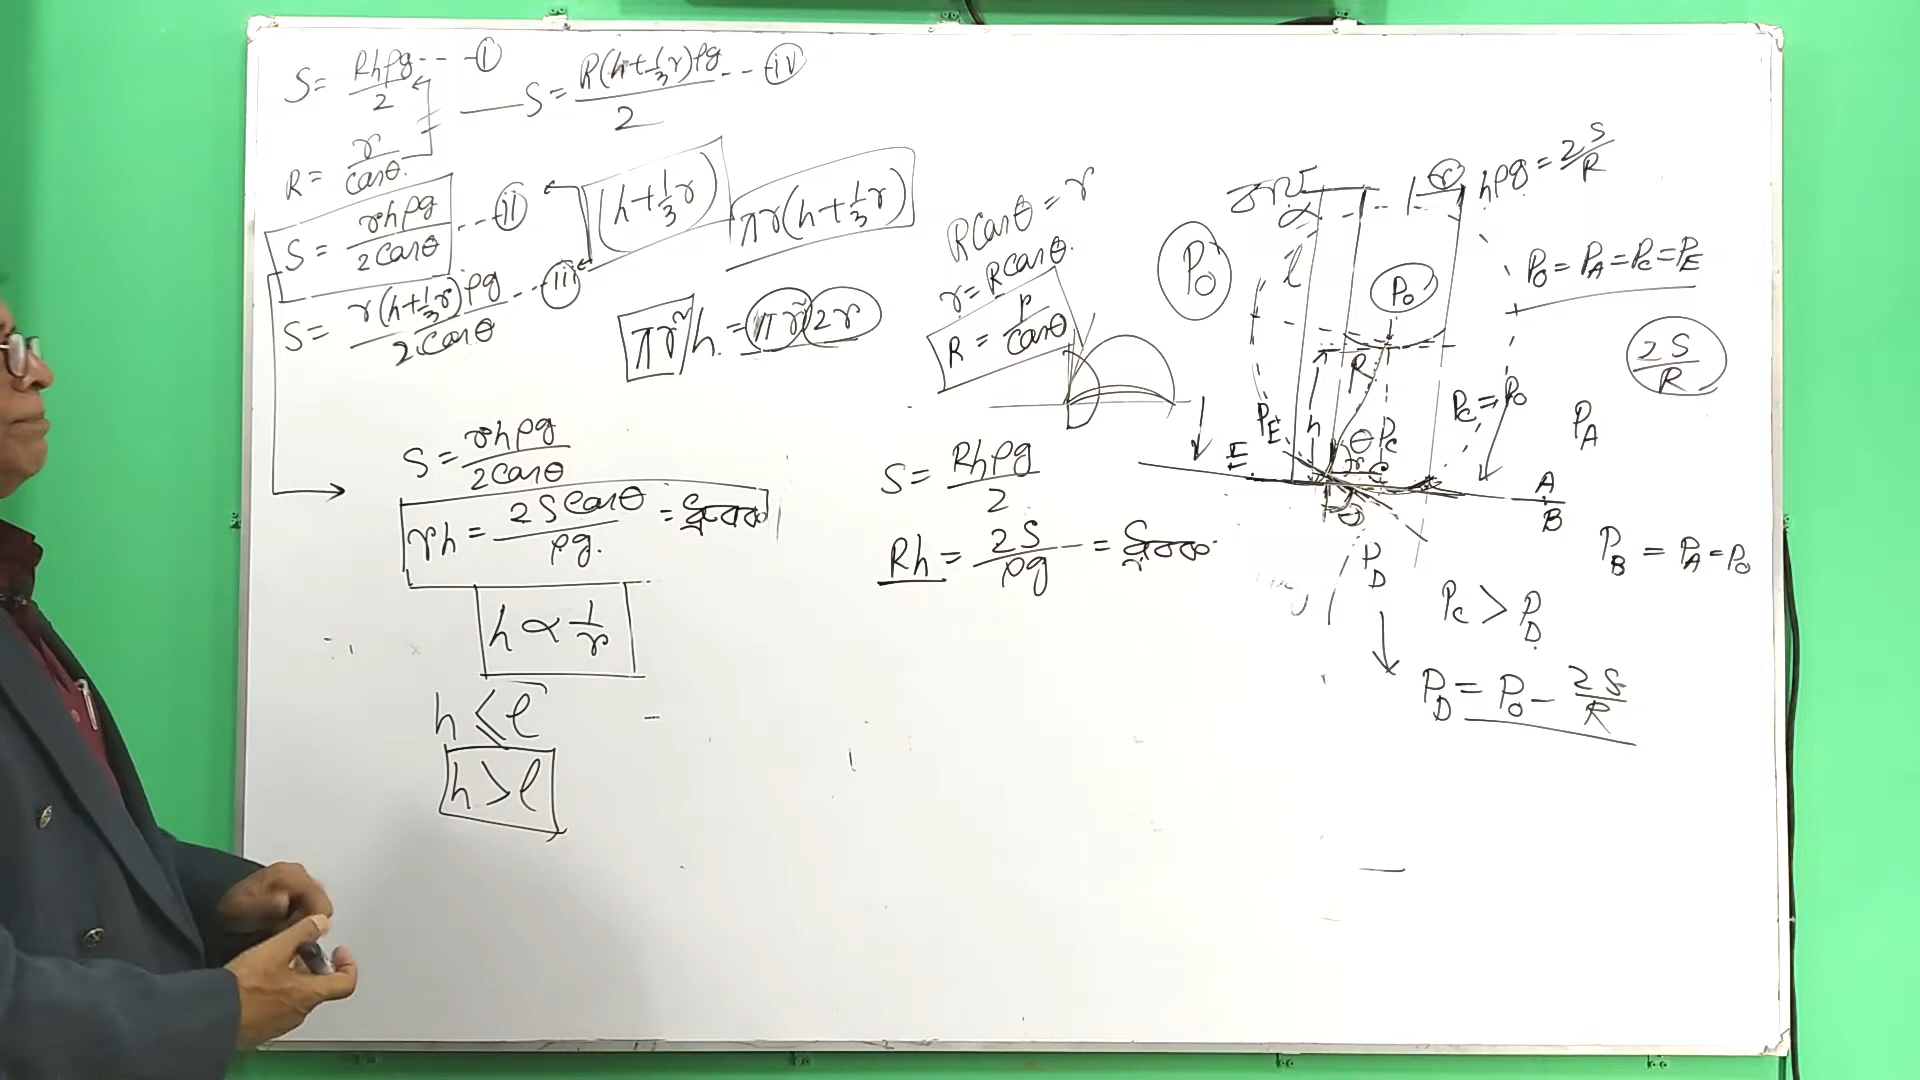 S = Rhρg/2 --- (i)
S = R(h+1/3 r)ρg/2 --- (iv)
R = r/cosθ
S = rhρg/2cosθ --- (ii)
(h+1/3 r)
πr(h+1/3 r)
S = r(h+1/3 r)ρg/2cosθ --- (iii)
πr²h = πr² 2r
Rcosθ = r
r = Rcosθ
R = r/cosθ
S = rhρg/2cosθ
rh = 2Scosθ/ρg = ধ্রুবক
h ∝ 1/r
h < l
h > l
S = Rhρg/2
Rh = 2S/ρg = ধ্রুবক
hρg = 2S/R
r
P₀
l
P₀
P₀ = P_A = P_C = P_E
2S/R
R
P_C = P₀
P_A
P_E
h
θ P_C
E
r C
A
B
θ
P_D
P_B = P_A = P₀
P_C > P_D
P_D = P₀ - 2S/R